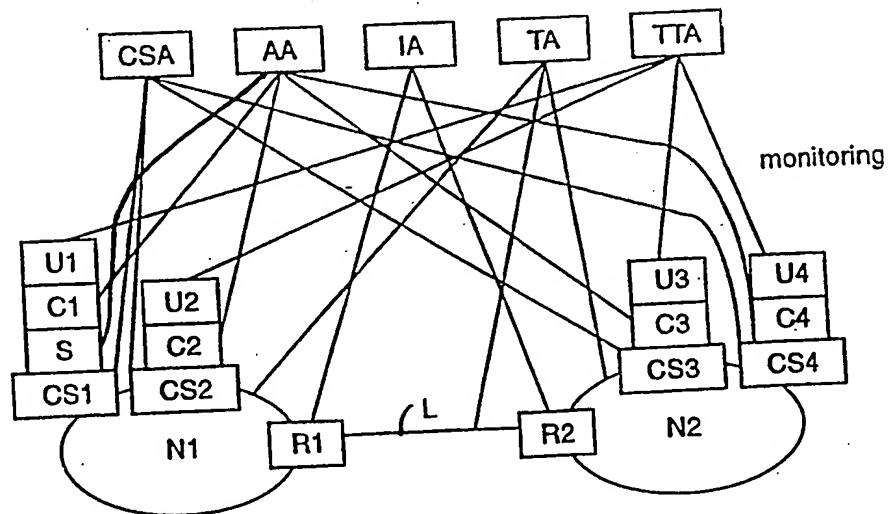 CSA AA IA TA TTA
monitoring
U1
C1
S
CS1
U2
C2
CS2
U3
C3
CS3
U4
C4
CS4
N1
R1
L
R2
N2